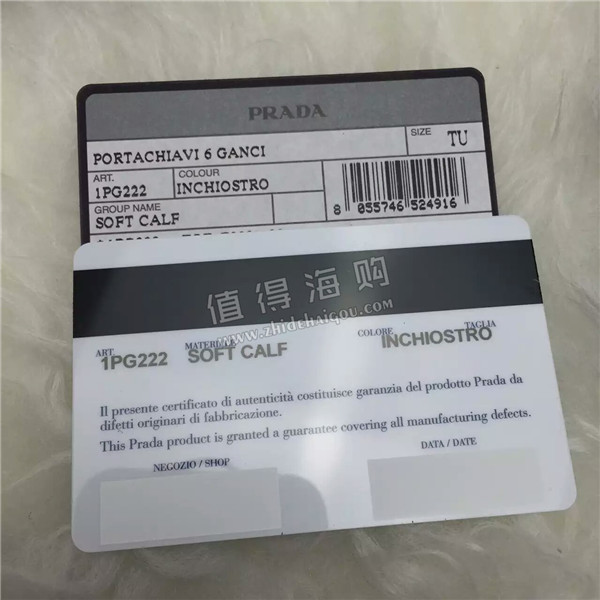 PRADA
PORTACHIAVI 6 GANCI
SIZE
TU
ART.
COLOUR
1PG222
INCHIOSTRO
GROUP NAME
SOFT CALF
8 055746 524916
值得海购
www.zhidehaigou.com
ART.
MATERIALE
COLORE
TAGLIA
1PG222 SOFT CALF INCHIOSTRO
Il presente certificato di autenticità costituisce garanzia del prodotto Prada da
difetti originari di fabbricazione.
This Prada product is granted a guarantee covering all manufacturing defects.
NEGOZIO / SHOP
DATA / DATE